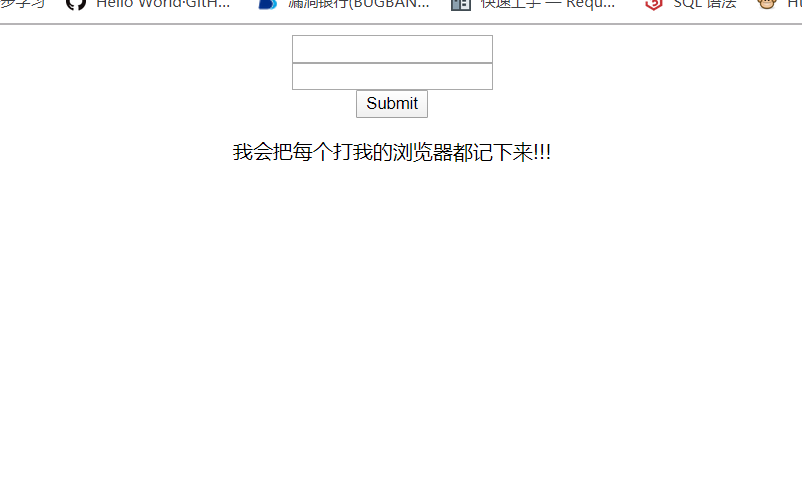 步学习 Hello World·GitH... 漏洞银行(BUGBAN... 快速上手 — Requ... SQL 语法
Submit
我会把每个打我的浏览器都记下来!!!